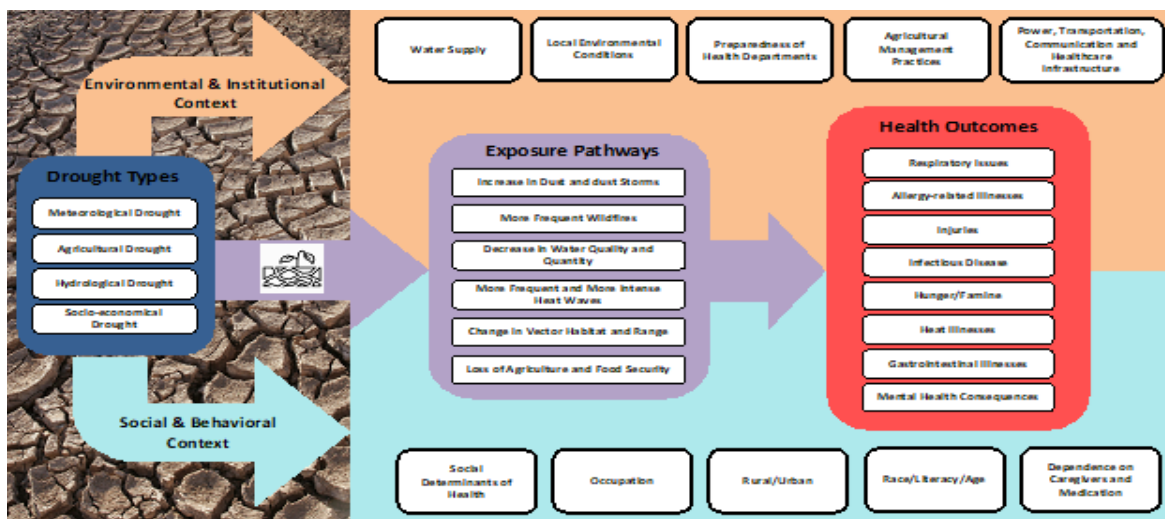 Water Supply
Local Environmental
Conditions
Preparedness of
Health Departments
Agricultural
Management
Practices
Power, Transportation,
Communication and
Healthcare
Infrastructure
Environmental & Institutional
Context
Drought Types
Meteorological Drought
Agricultural Drought
Hydrological Drought
Socio-economical
Drought
Exposure Pathways
Increase in Dust and dust Storms
More Frequent Wildfires
Decrease in Water Quality and
Quantity
More Frequent and More Intense
Heat Waves
Change in Vector Habitat and Range
Loss of Agriculture and Food Security
Health Outcomes
Respiratory Issues
Allergy-related Illnesses
Injuries
Infectious Disease
Hunger/Famine
Heat Illnesses
Gastrointestinal Illnesses
Mental Health Consequences
Social & Behavioral
Context
Social
Determinants of
Health
Occupation
Rural/Urban
Race/Literacy/Age
Dependence on
Caregivers and
Medication